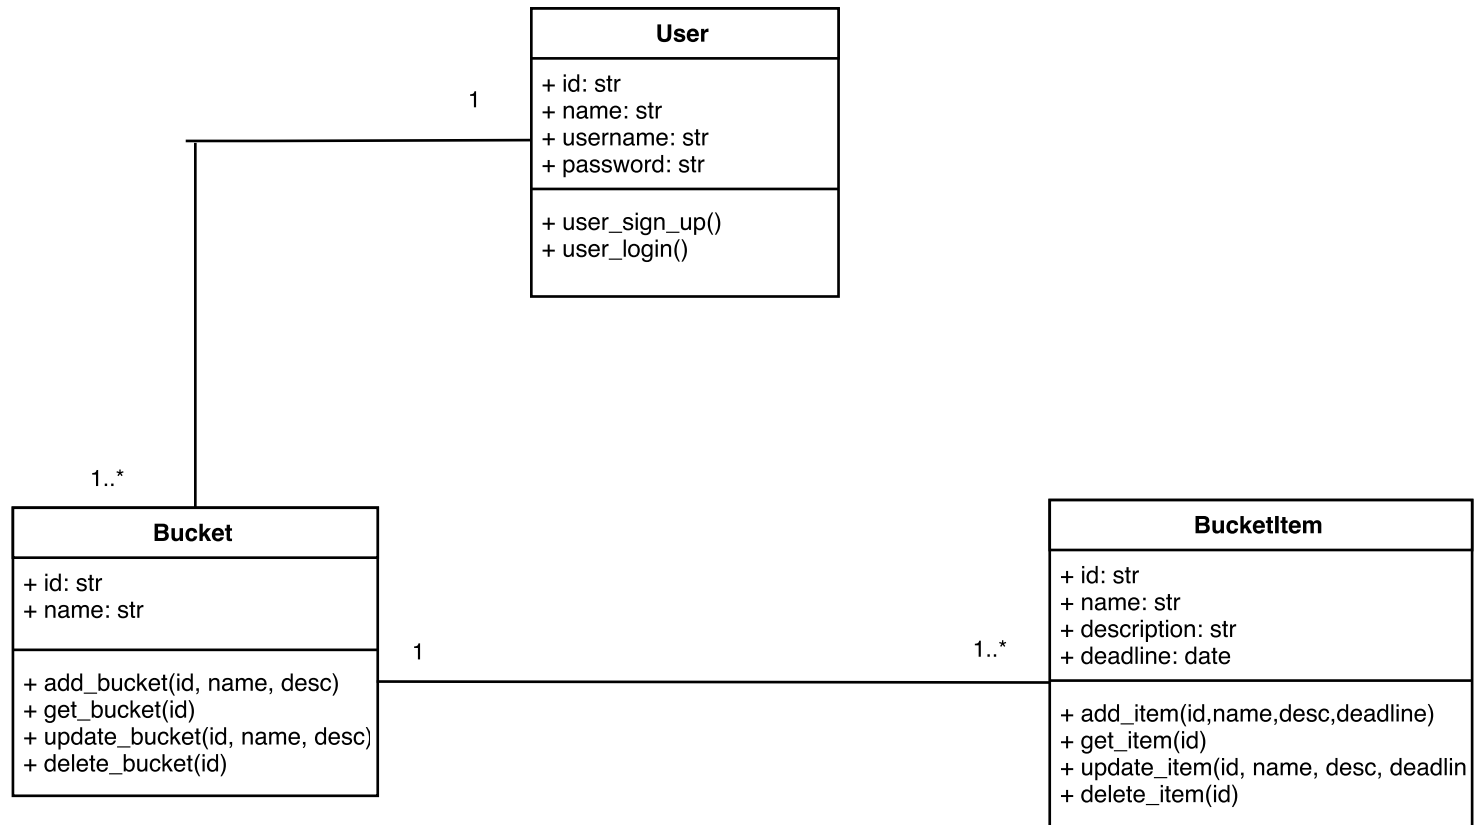 User
+ id: str
+ name: str
+ username: str
+ password: str
+ user_sign_up()
+ user_login()
1
1..*
Bucket
+ id: str
+ name: str
+ add_bucket(id, name, desc)
+ get_bucket(id)
+ update_bucket(id, name, desc)
+ delete_bucket(id)
1
1..*
BucketItem
+ id: str
+ name: str
+ description: str
+ deadline: date
+ add_item(id,name,desc,deadline)
+ get_item(id)
+ update_item(id, name, desc, deadlin
+ delete_item(id)